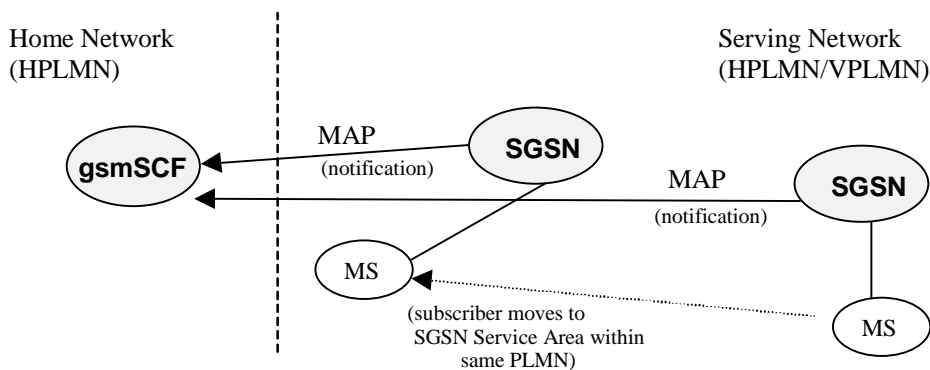 Home Network
(HPLMN)
Serving Network
(HPLMN/VPLMN)
MAP
(notification)
SGSN
gsmSCF
MAP
(notification)
SGSN
MS
(subscriber moves to
SGSN Service Area within
same PLMN)
MS